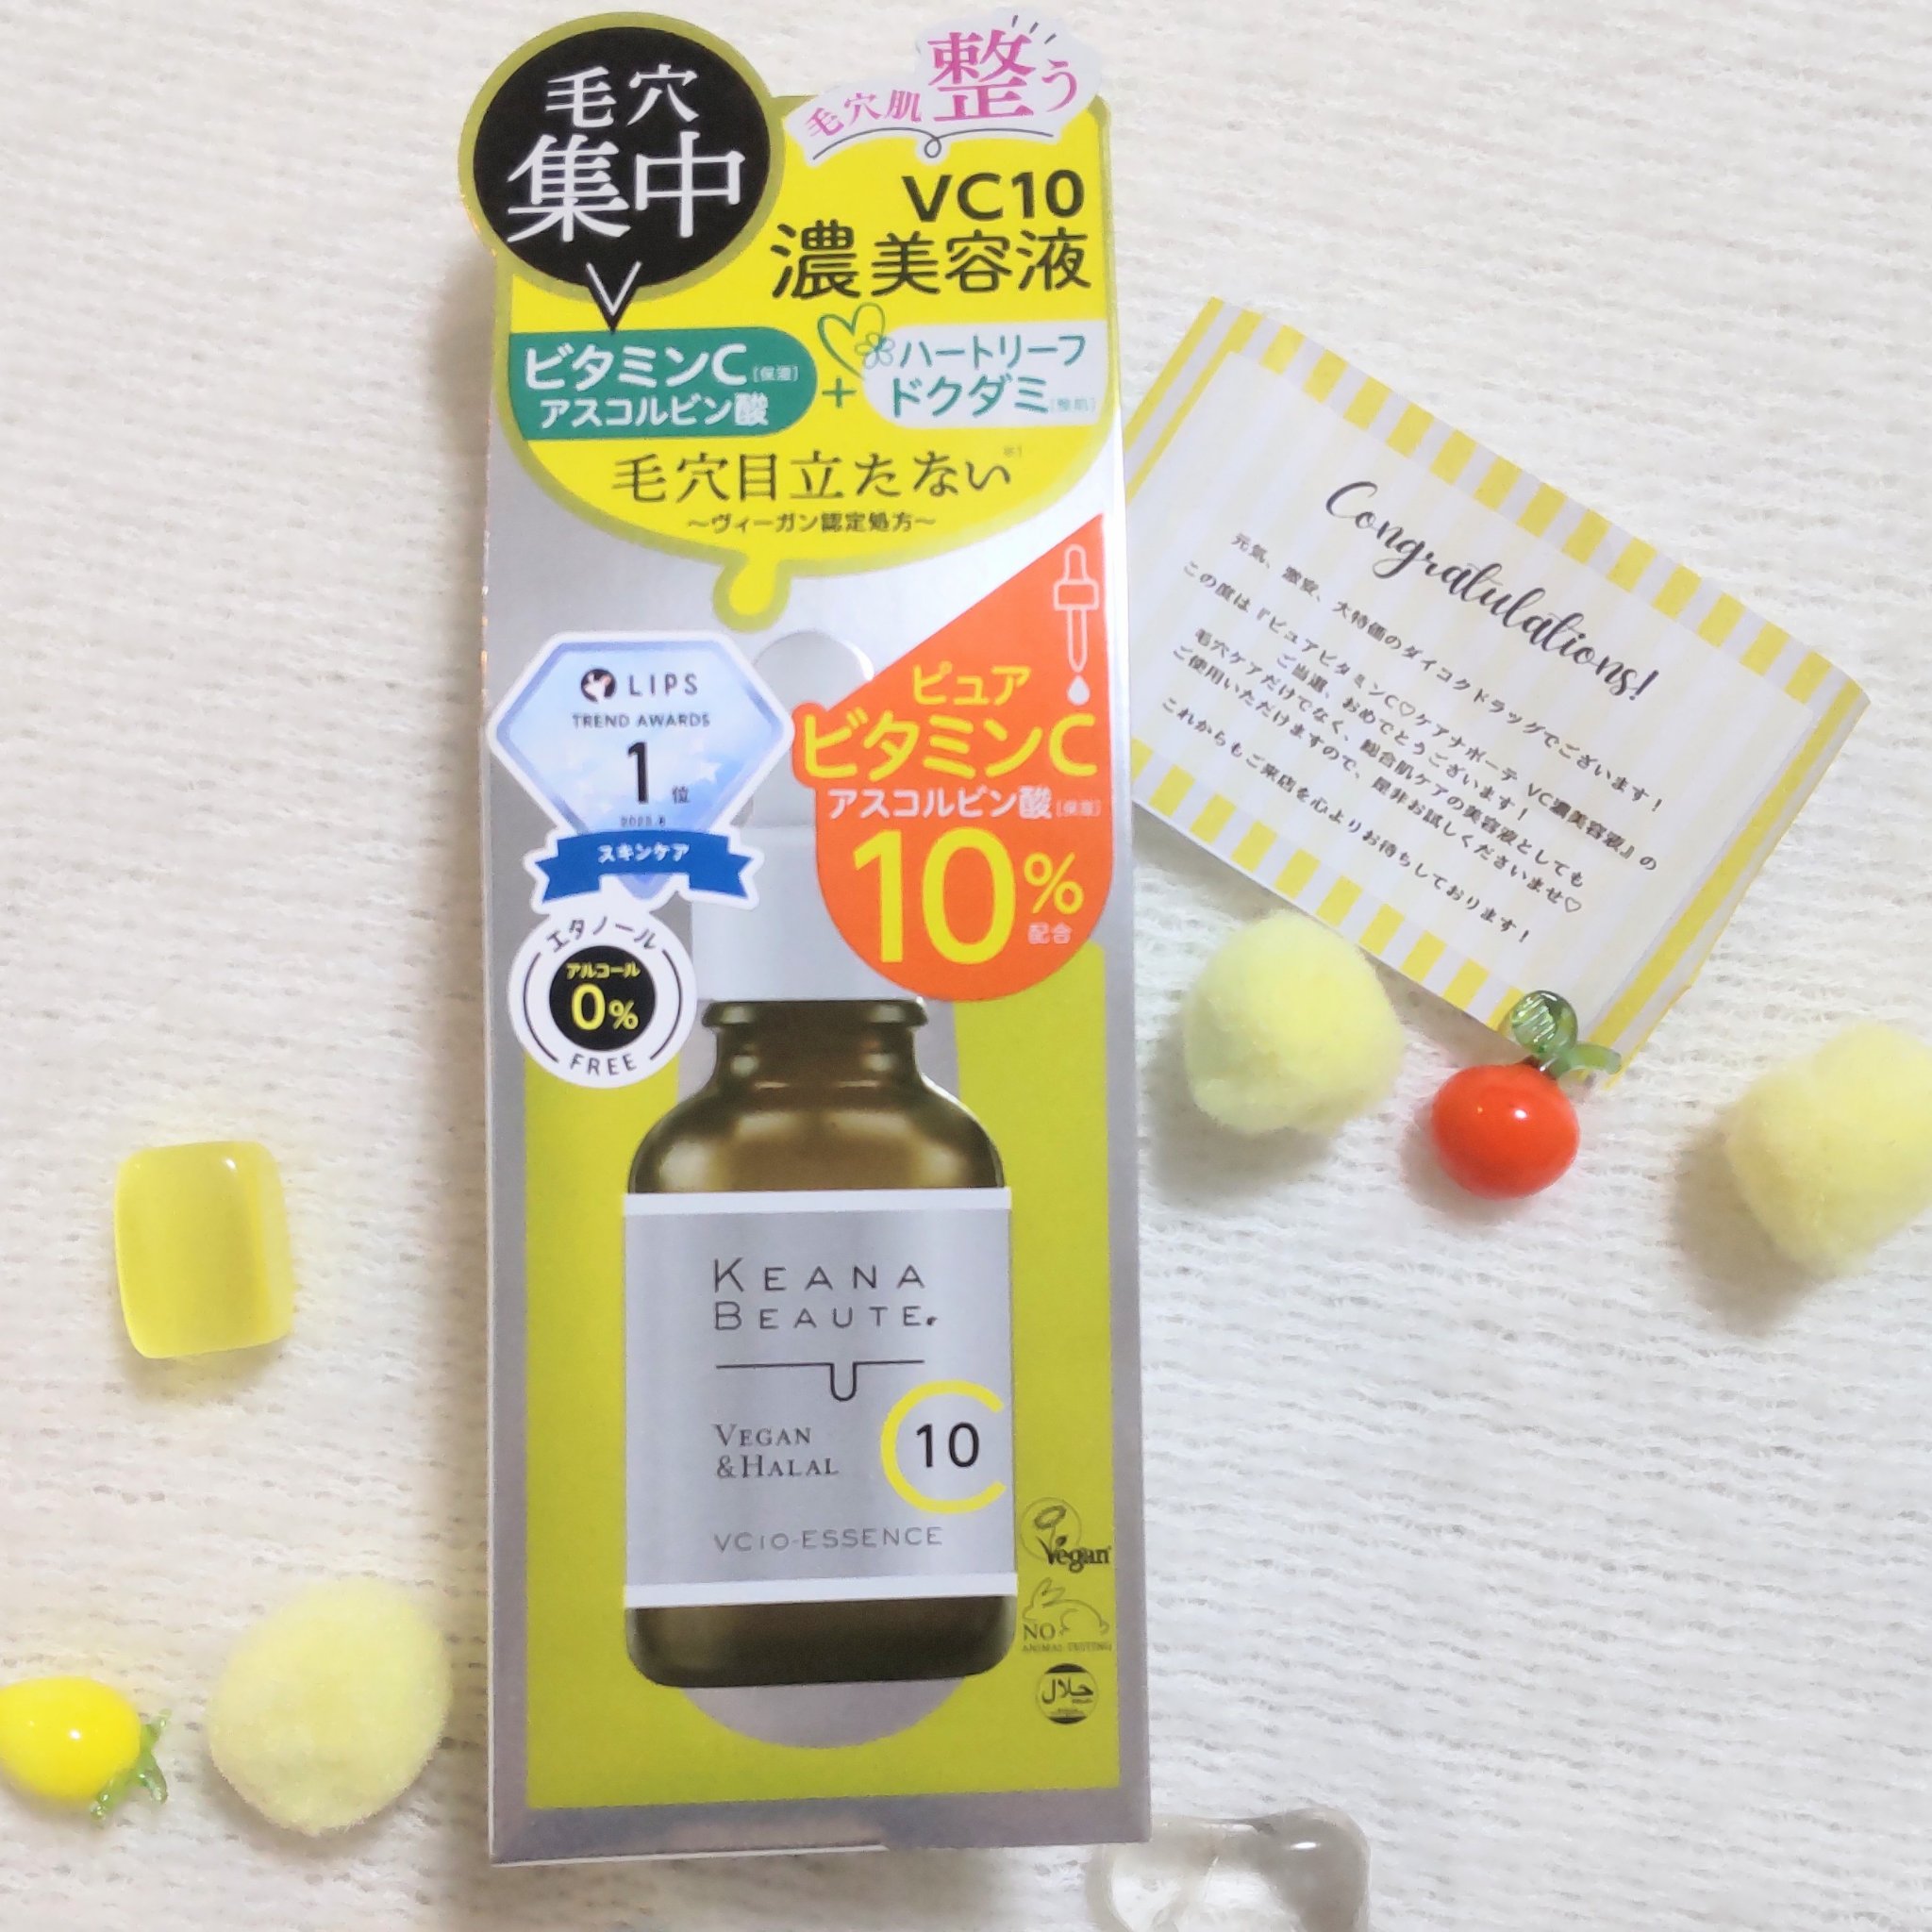 毛穴
集中
毛穴肌 整う
VC10
濃美容液
ビタミンC [保湿]
アスコルビン酸
+
ハートリーフ
ドクダミ [整肌]
毛穴目立たない ※1
～ヴィーガン認定処方～
LIPS
TREND AWARDS
1位
スキンケア
ピュア
ビタミンC
アスコルビン酸 [保湿]
10%
配合
エタノール
アルコール
0%
FREE
KEANA
BEAUTE
VEGAN
&HALAL
10
VC10-ESSENCE
Vegan
NO
ANIMAL TESTING
حلال
Congratulations!
元気、激安、大特価のダイコクドラッグでございます！
この度は『ピュアビタミンC♡ケアナボーテ VC濃美容液』の
ご当選、おめでとうございます！
毛穴ケアだけでなく、総合肌ケアの美容液としても
ご使用いただけますので、是非お試しくださいませ♡
これからもご来店を心よりお待ちしております！